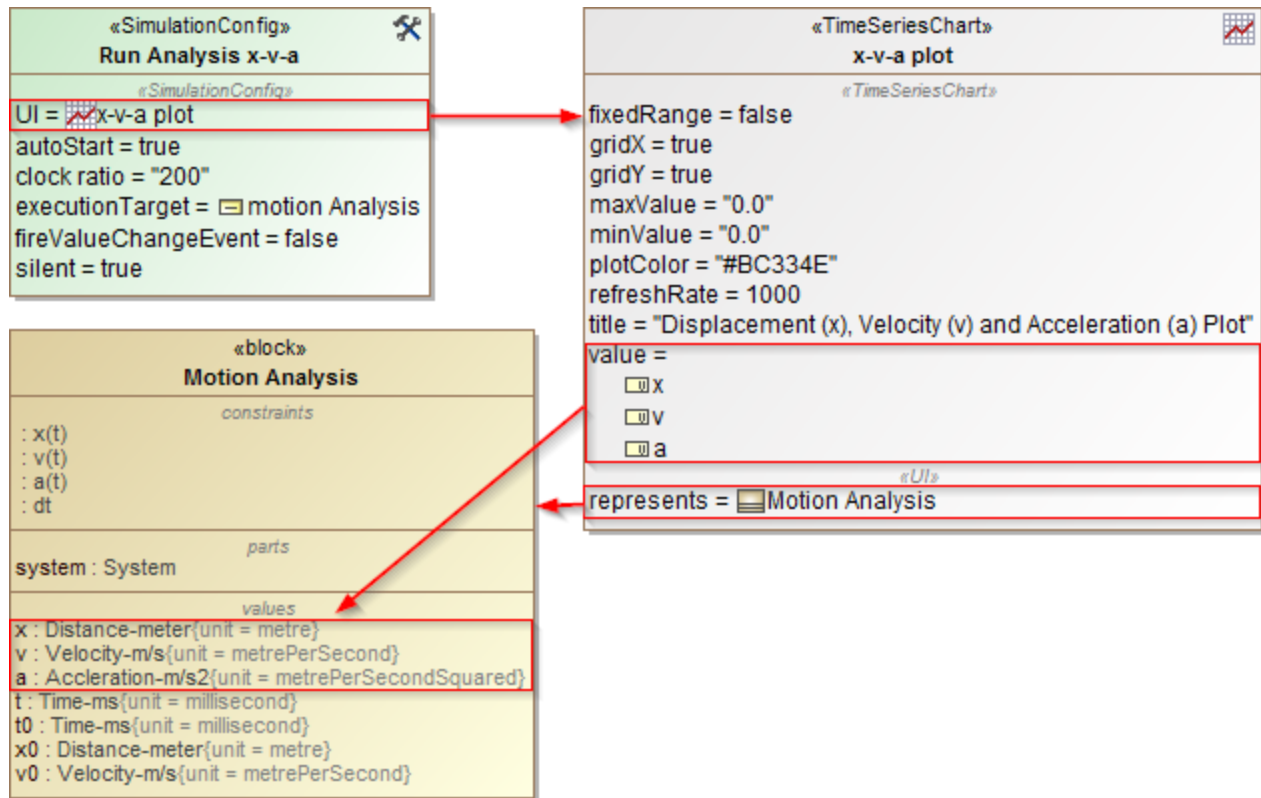 «SimulationConfig»
Run Analysis x-v-a
«SimulationConfig»
UI = x-v-a plot
autoStart = true
clock ratio = "200"
executionTarget = motion Analysis
fireValueChangeEvent = false
silent = true
«TimeSeriesChart»
x-v-a plot
«TimeSeriesChart»
fixedRange = false
gridX = true
gridY = true
maxValue = "0.0"
minValue = "0.0"
plotColor = "#BC334E"
refreshRate = 1000
title = "Displacement (x), Velocity (v) and Acceleration (a) Plot"
value =
x
v
a
«UI»
represents = Motion Analysis
«block»
Motion Analysis
constraints
: x(t)
: v(t)
: a(t)
: dt
parts
system : System
values
x : Distance-meter{unit = metre}
v : Velocity-m/s{unit = metrePerSecond}
a : Accleration-m/s2{unit = metrePerSecondSquared}
t : Time-ms{unit = millisecond}
t0 : Time-ms{unit = millisecond}
x0 : Distance-meter{unit = metre}
v0 : Velocity-m/s{unit = metrePerSecond}